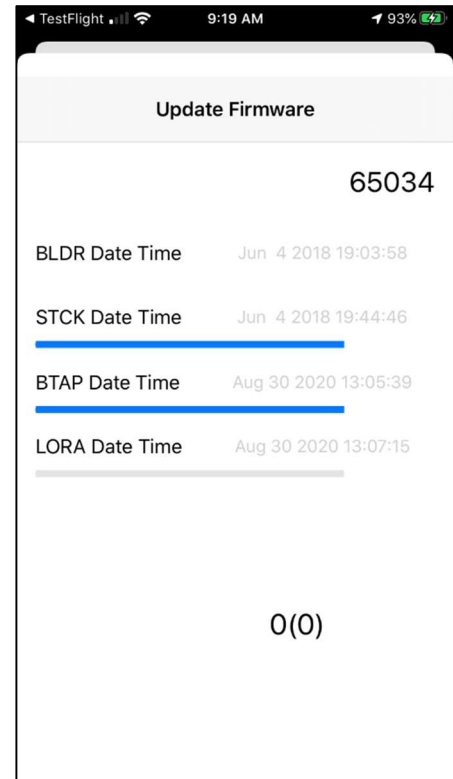 TestFlight 9:19 AM 93%
Update Firmware
65034
BLDR Date Time Jun 4 2018 19:03:58
STCK Date Time Jun 4 2018 19:44:46
BTAP Date Time Aug 30 2020 13:05:39
LORA Date Time Aug 30 2020 13:07:15
0(0)